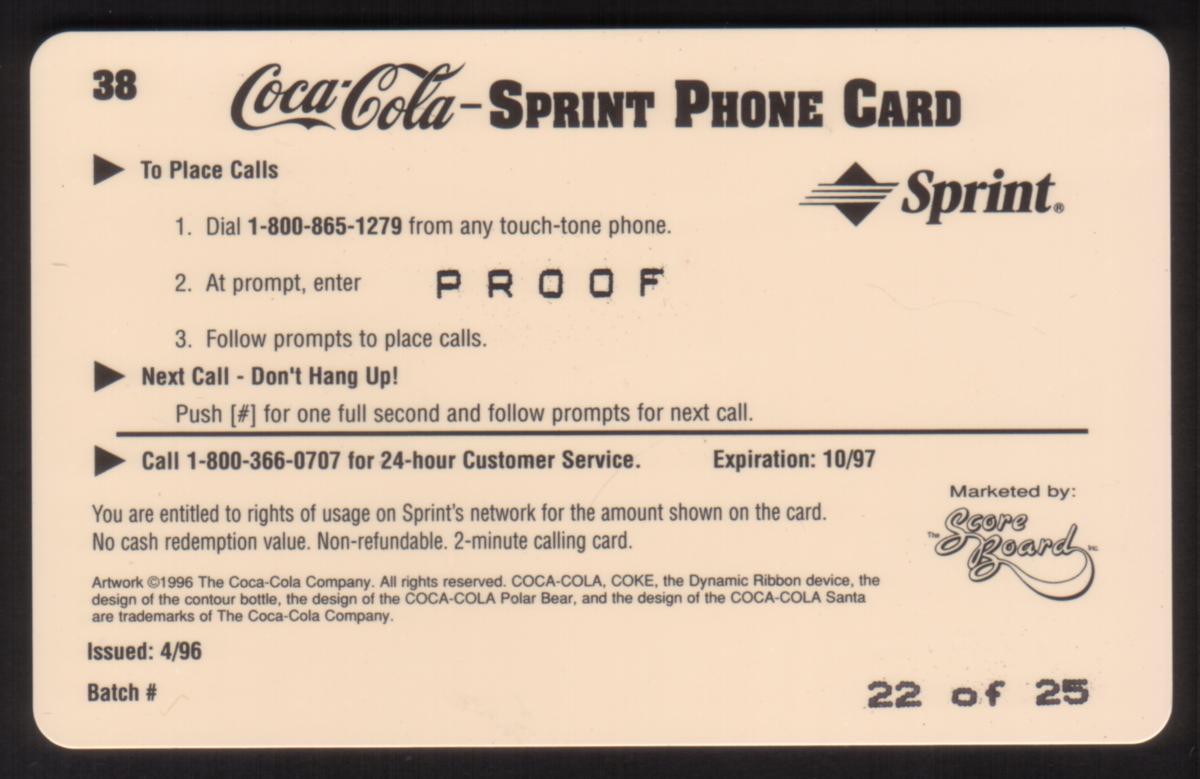 38
Coca-Cola – SPRINT PHONE CARD
To Place Calls
Sprint®
1. Dial 1-800-865-1279 from any touch-tone phone.
2. At prompt, enter PROOF
3. Follow prompts to place calls.
Next Call - Don't Hang Up!
Push [#] for one full second and follow prompts for next call.
Call 1-800-366-0707 for 24-hour Customer Service. Expiration: 10/97
Marketed by:
The Score Board Inc.
You are entitled to rights of usage on Sprint's network for the amount shown on the card.
No cash redemption value. Non-refundable. 2-minute calling card.
Artwork ©1996 The Coca-Cola Company. All rights reserved. COCA-COLA, COKE, the Dynamic Ribbon device, the
design of the contour bottle, the design of the COCA-COLA Polar Bear, and the design of the COCA-COLA Santa
are trademarks of The Coca-Cola Company.
Issued: 4/96
Batch #
22 of 25